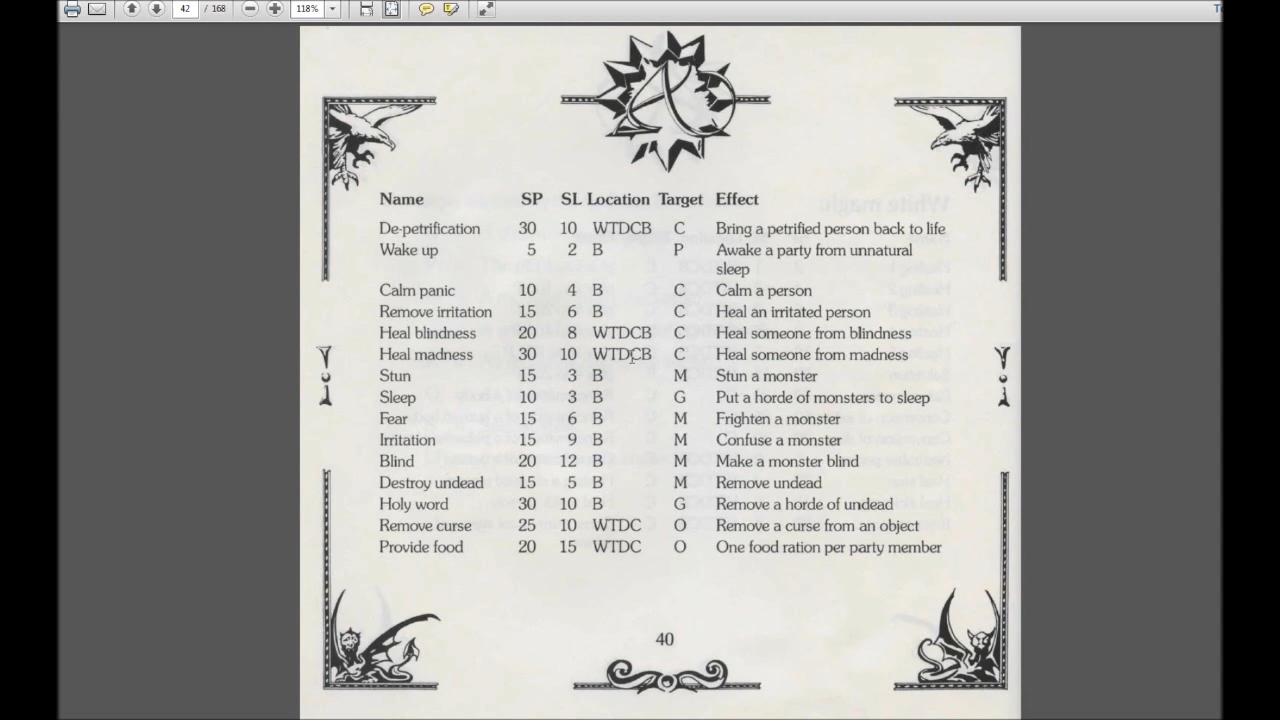 42 / 168 118%
Name SP SL Location Target Effect
De-petrification 30 10 WTDCB C Bring a petrified person back to life
Wake up 5 2 B P Awake a party from unnatural
sleep
Calm panic 10 4 B C Calm a person
Remove irritation 15 6 B C Heal an irritated person
Heal blindness 20 8 WTDCB C Heal someone from blindness
Heal madness 30 10 WTDCB C Heal someone from madness
Stun 15 3 B M Stun a monster
Sleep 10 3 B G Put a horde of monsters to sleep
Fear 15 6 B M Frighten a monster
Irritation 15 9 B M Confuse a monster
Blind 20 12 B M Make a monster blind
Destroy undead 15 5 B M Remove undead
Holy word 30 10 B G Remove a horde of undead
Remove curse 25 10 WTDC O Remove a curse from an object
Provide food 20 15 WTDC O One food ration per party member
40